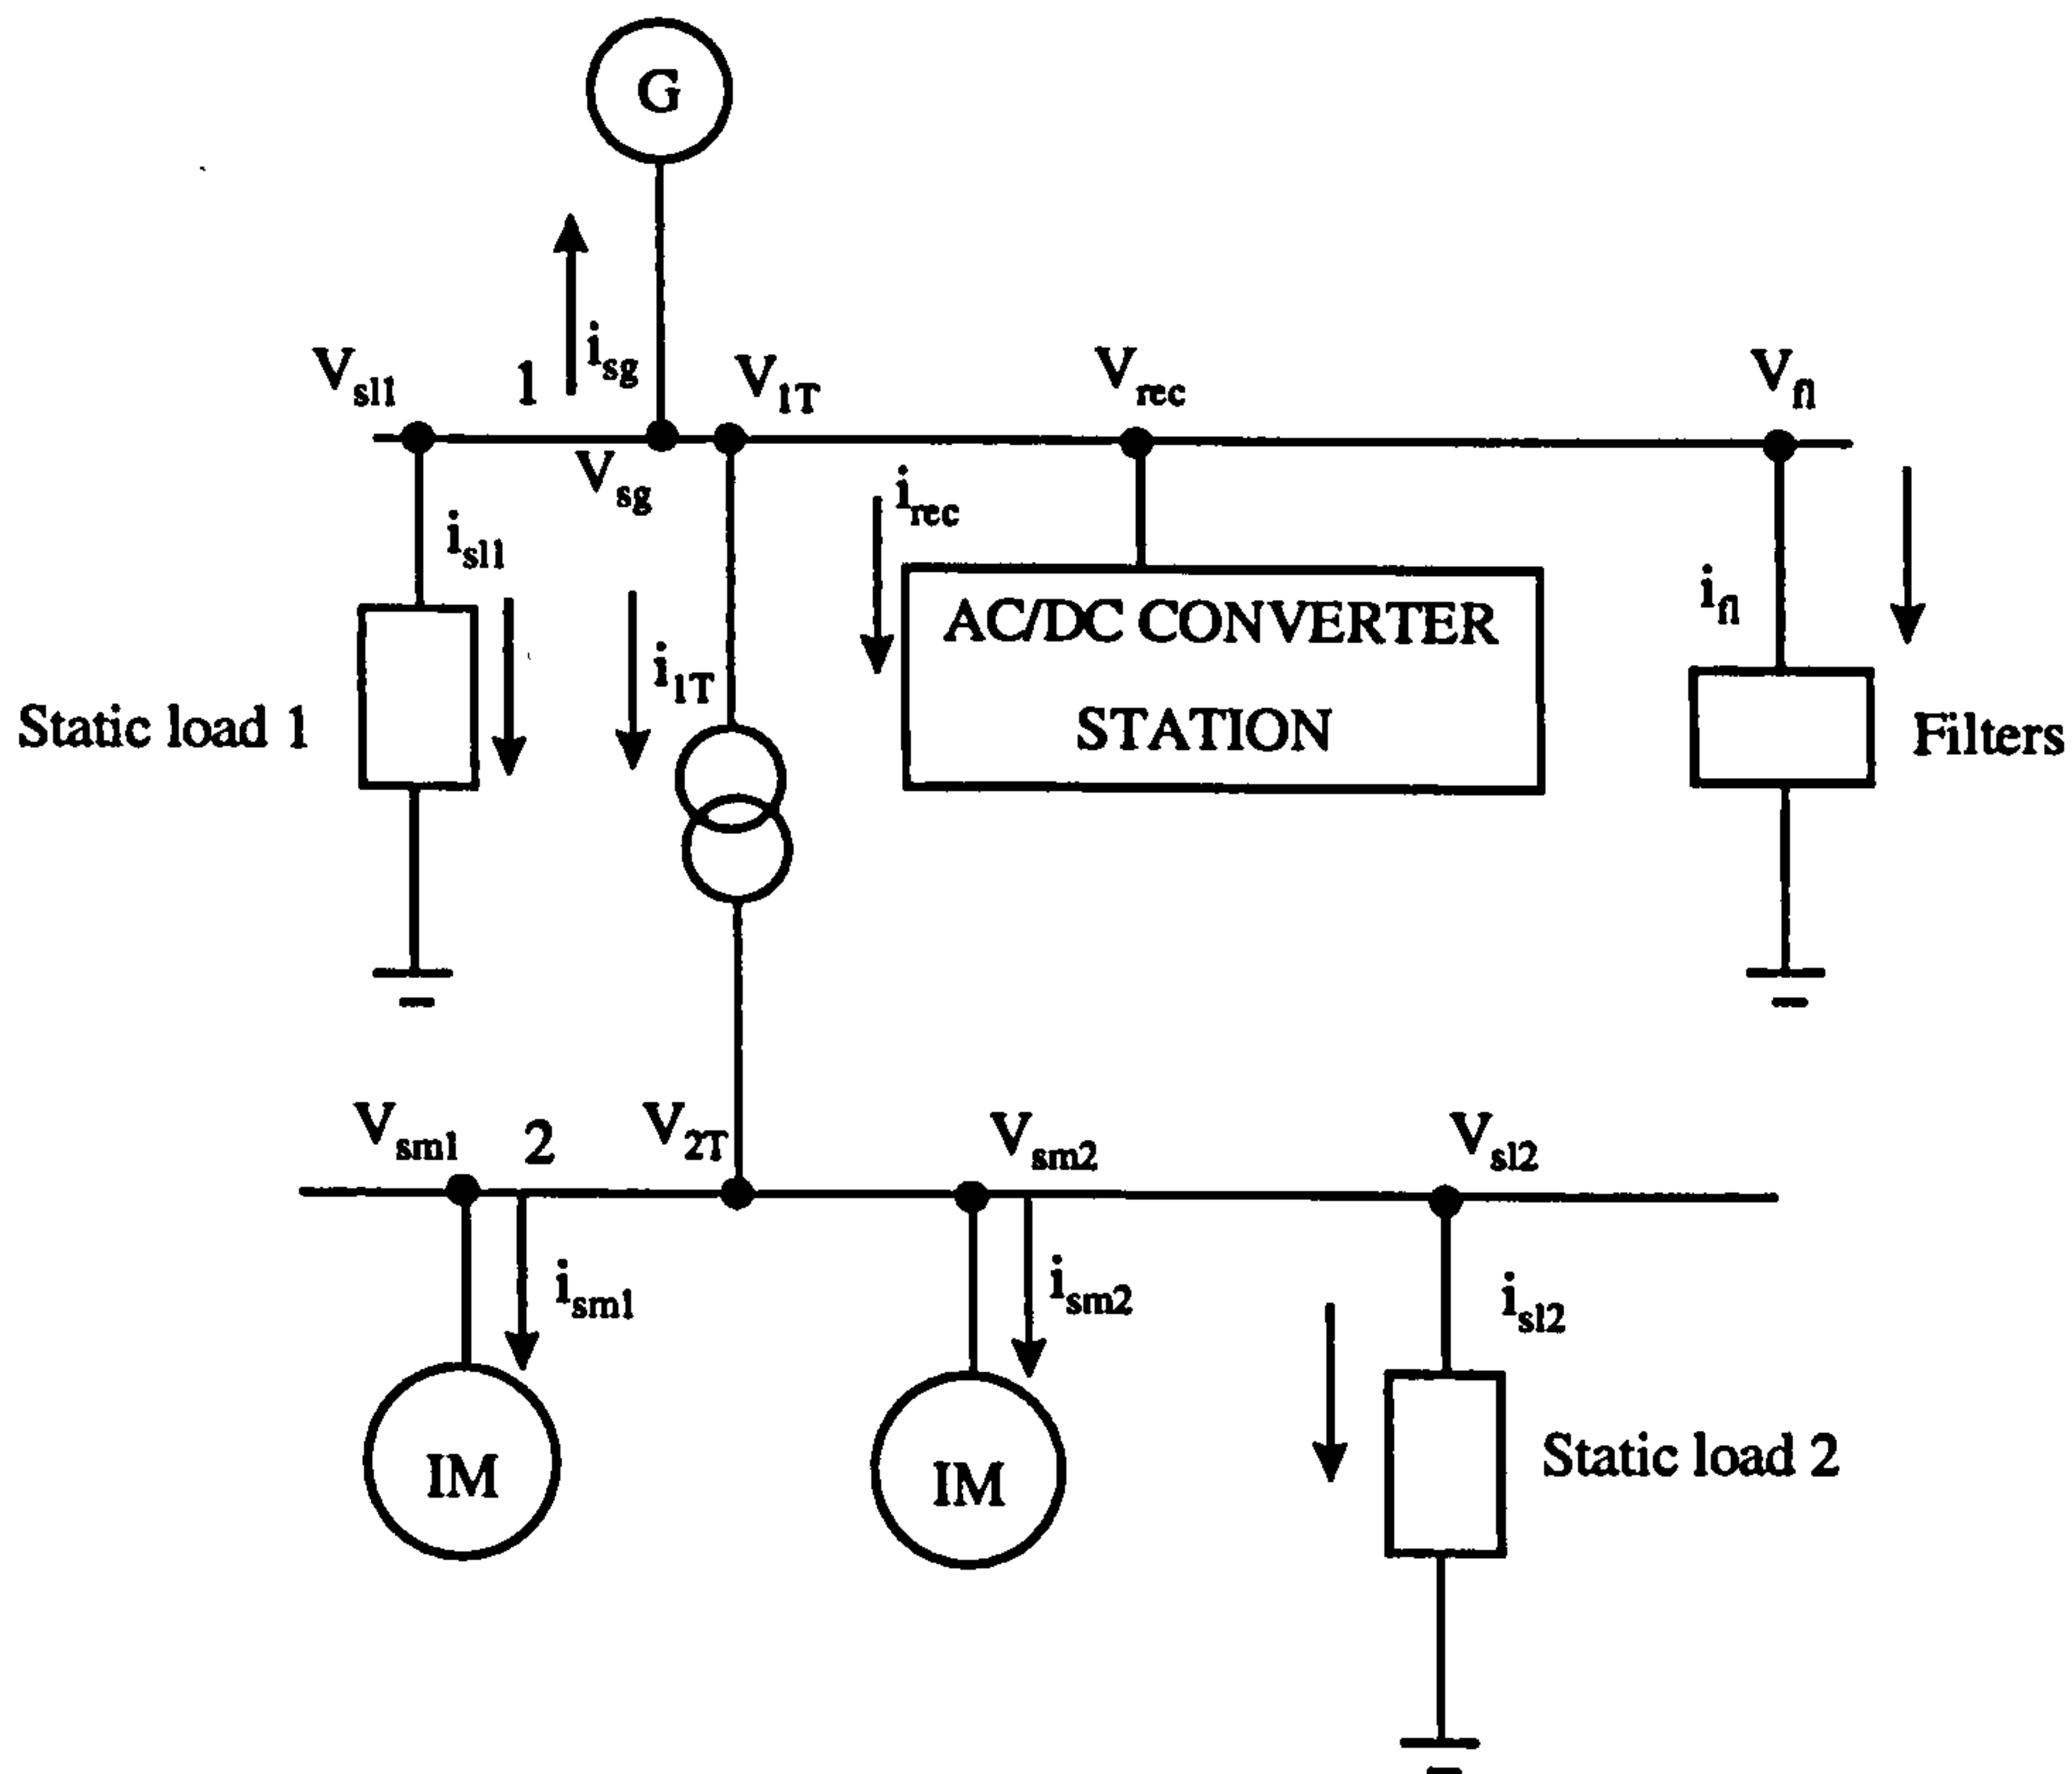 G
i_sg
V_sl1
1
V_1T
V_rec
V_fl
V_sg
i_rec
i_sl1
i_fl
AC/DC CONVERTER
STATION
i_1T
Static load 1
Filters
V_sm1
2
V_2T
V_sm2
V_sl2
i_sm1
i_sm2
i_sl2
IM
IM
Static load 2